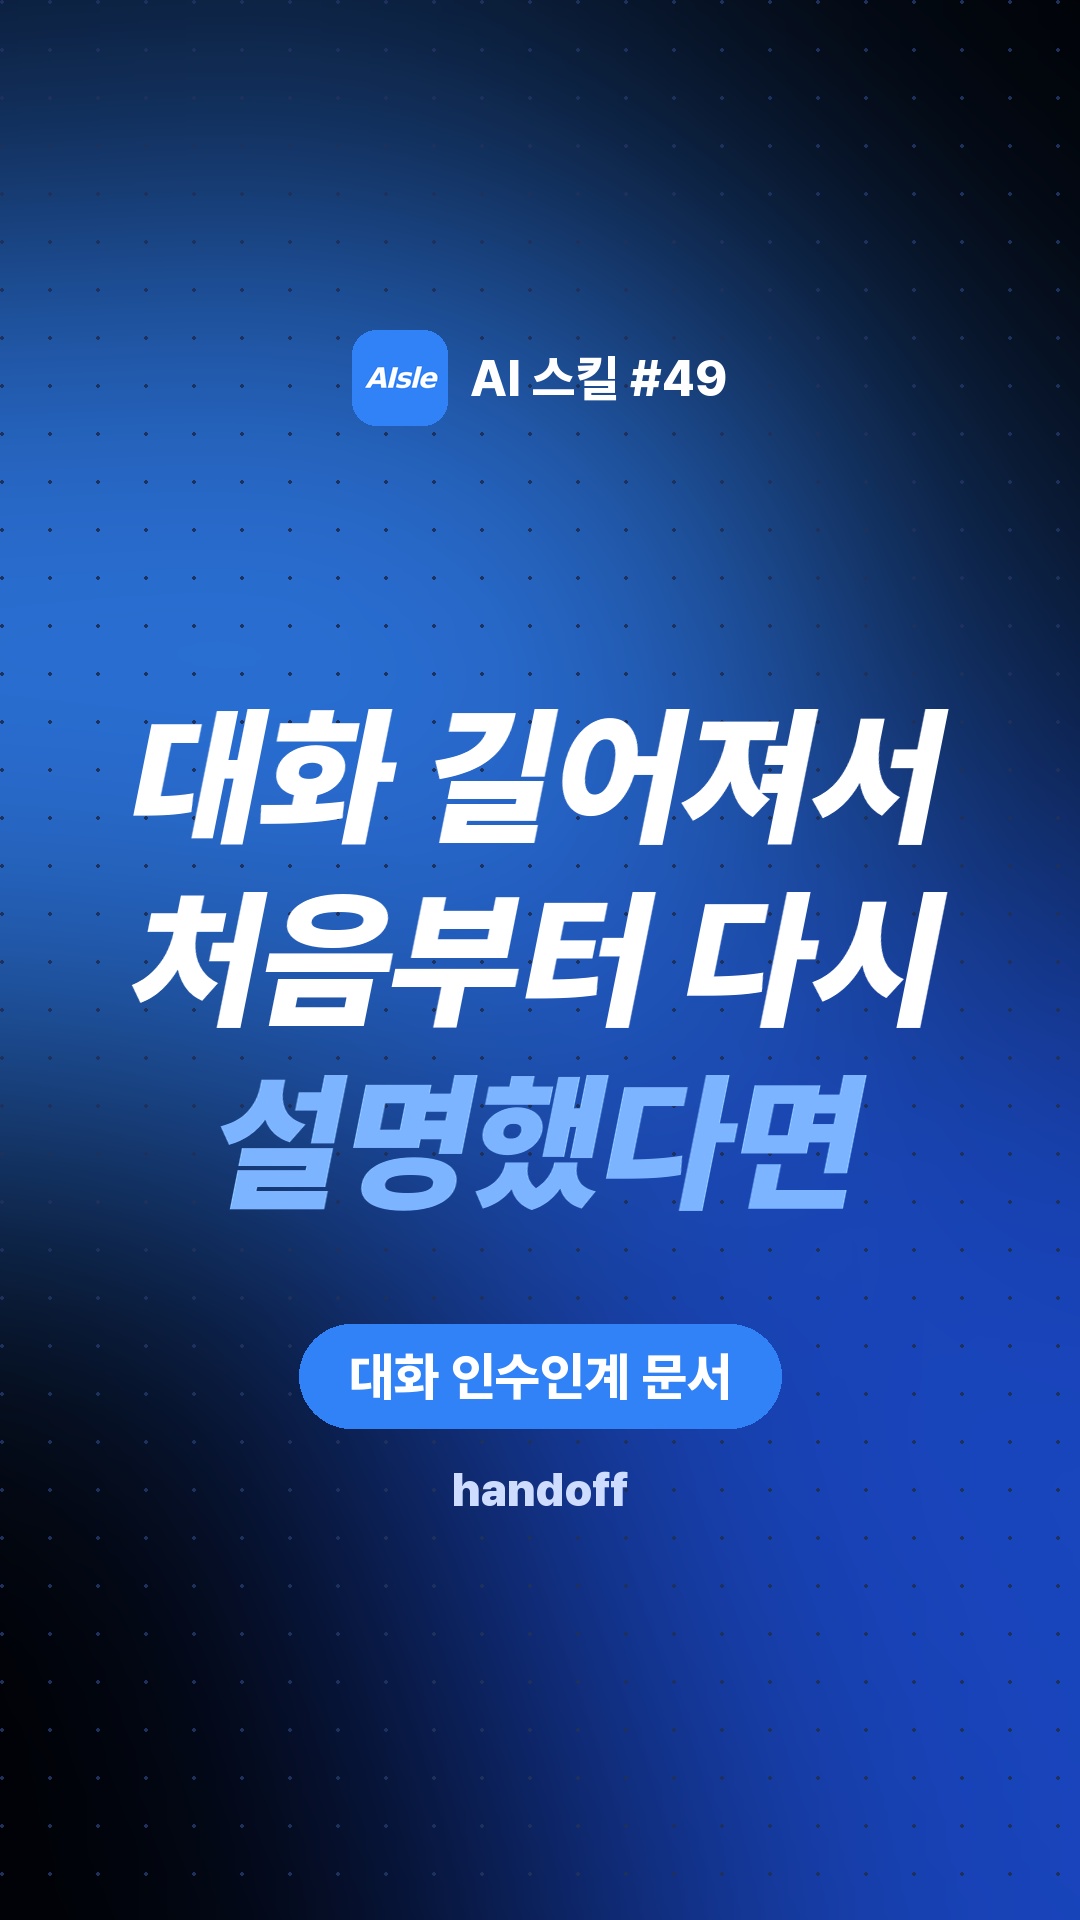 AIsle
AI 스킬 #49
대화 길어져서
처음부터 다시
설명했다면
대화 인수인계 문서
handoff